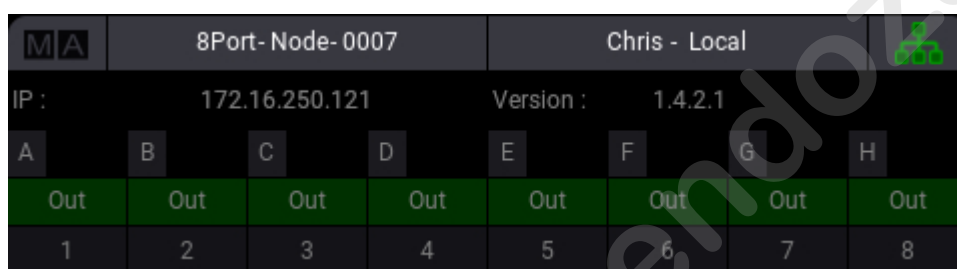 MA 8Port-Node-0007 Chris - Local
IP : 172.16.250.121 Version : 1.4.2.1
A B C D E F G H
Out Out Out Out Out Out Out Out
1 2 3 4 5 6 7 8